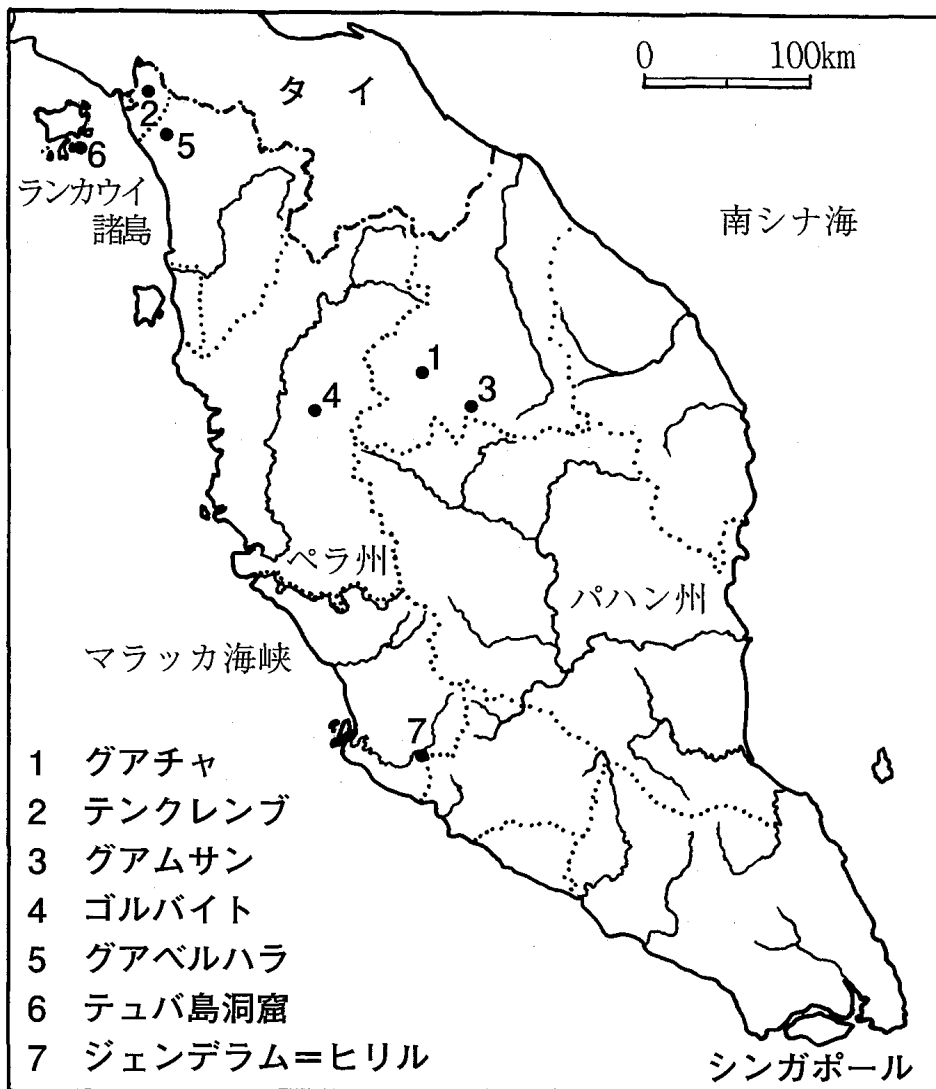 0 100km
タイ
2
5
6
ランカウイ
諸島
南シナ海
1
4
3
ペラ州
パハン州
マラッカ海峡
7
1 グアチャ
2 テンクレンブ
3 グアムサン
4 ゴルバイト
5 グアベルハラ
6 テュバ島洞窟
7 ジェンデラム=ヒリル
シンガポール